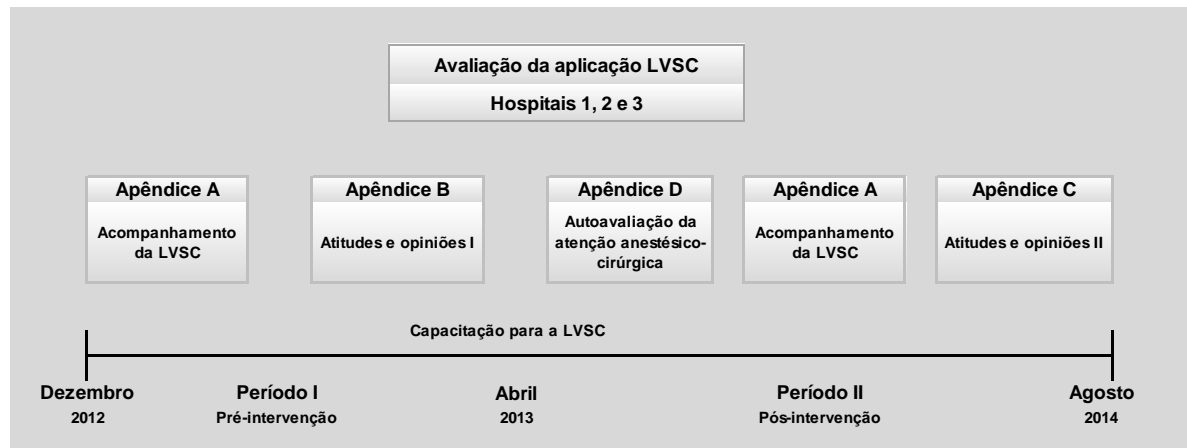 Avaliação da aplicação LVSC
Hospitais 1, 2 e 3
Apêndice A
Acompanhamento
da LVSC
Apêndice B
Atitudes e opiniões I
Apêndice D
Autoavaliação da
atenção anestésico-
cirúrgica
Apêndice A
Acompanhamento
da LVSC
Apêndice C
Atitudes e opiniões II
Capacitação para a LVSC
Dezembro
2012
Período I
Pré-intervenção
Abril
2013
Período II
Pós-intervenção
Agosto
2014